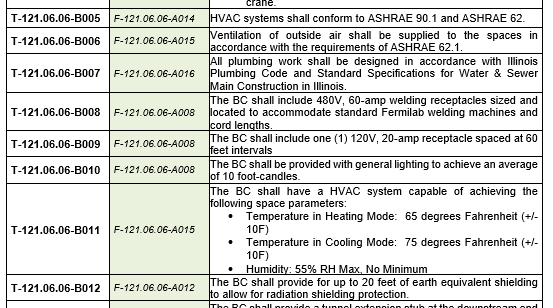 crane.
T-121.06.06-B005 F-121.06.06-A014 HVAC systems shall conform to ASHRAE 90.1 and ASHRAE 62.
T-121.06.06-B006 F-121.06.06-A015 Ventilation of outside air shall be supplied to the spaces in
accordance with the requirements of ASHRAE 62.1.
T-121.06.06-B007 F-121.06.06-A016 All plumbing work shall be designed in accordance with Illinois
Plumbing Code and Standard Specifications for Water & Sewer
Main Construction in Illinois.
T-121.06.06-B008 F-121.06.06-A008 The BC shall include 480V, 60-amp welding receptacles sized and
located to accommodate standard Fermilab welding machines and
cord lengths.
T-121.06.06-B009 F-121.06.06-A008 The BC shall include one (1) 120V, 20-amp receptacle spaced at 60
feet intervals
T-121.06.06-B010 F-121.06.06-A008 The BC shall be provided with general lighting to achieve an average
of 10 foot-candles.
T-121.06.06-B011 F-121.06.06-A015 The BC shall have a HVAC system capable of achieving the
following space parameters:
• Temperature in Heating Mode: 65 degrees Fahrenheit (+/-
10F)
• Temperature in Cooling Mode: 75 degrees Fahrenheit (+/-
10F)
• Humidity: 55% RH Max, No Minimum
T-121.06.06-B012 F-121.06.06-A012 The BC shall provide for up to 20 feet of earth equivalent shielding
to allow for radiation shielding protection.
The BC shall provide a tunnel extension stub at the downstream end